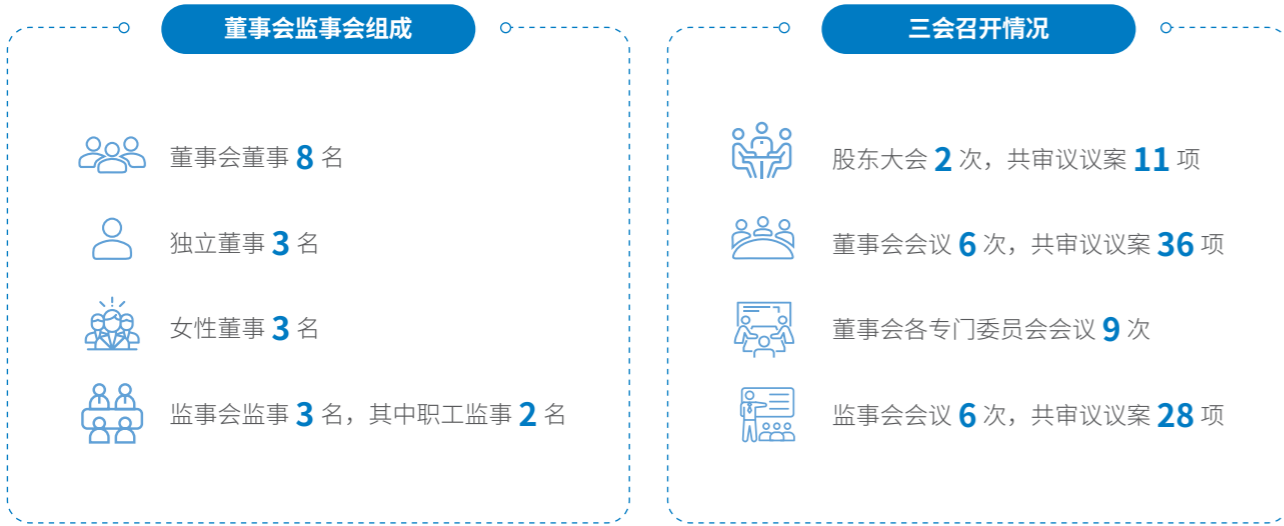 董事会监事会组成
董事会董事 8 名
独立董事 3 名
女性董事 3 名
监事会监事 3 名，其中职工监事 2 名
三会召开情况
股东大会 2 次，共审议议案 11 项
董事会会议 6 次，共审议议案 36 项
董事会各专门委员会会议 9 次
监事会会议 6 次，共审议议案 28 项